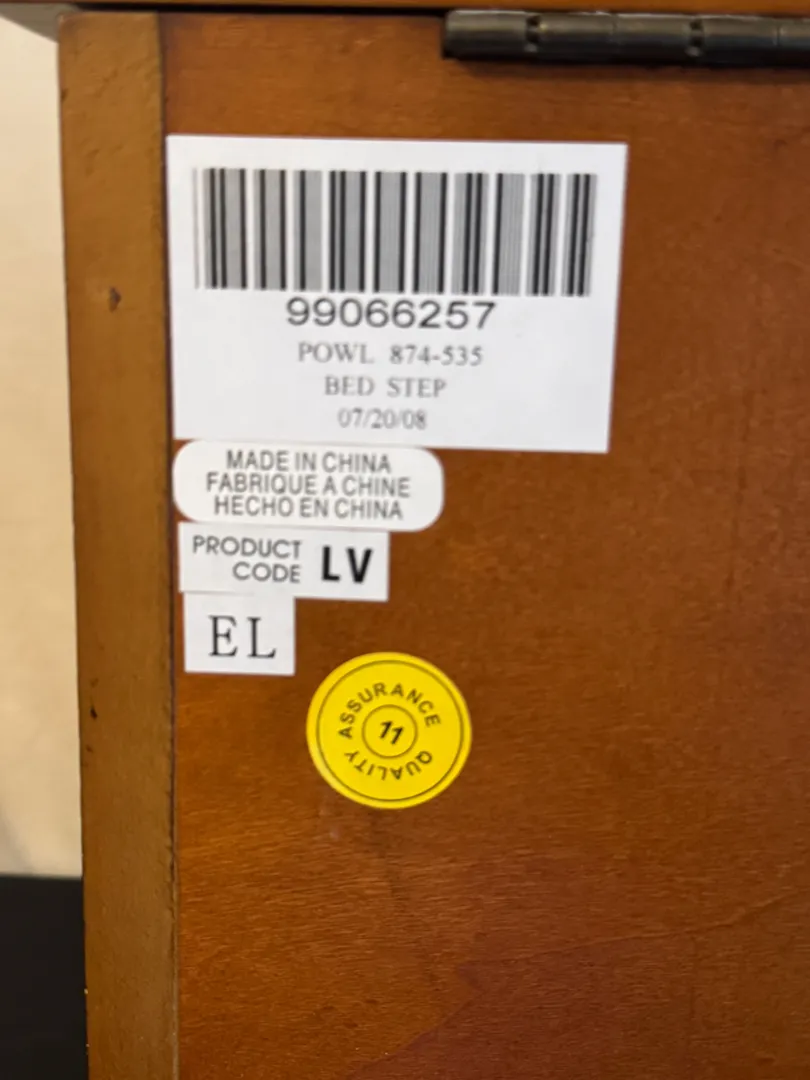 99066257
POWL 874-535
BED STEP
07/20/08
MADE IN CHINA
FABRIQUE A CHINE
HECHO EN CHINA
PRODUCT
CODE LV
EL
ASSURANCE
11
QUALITY